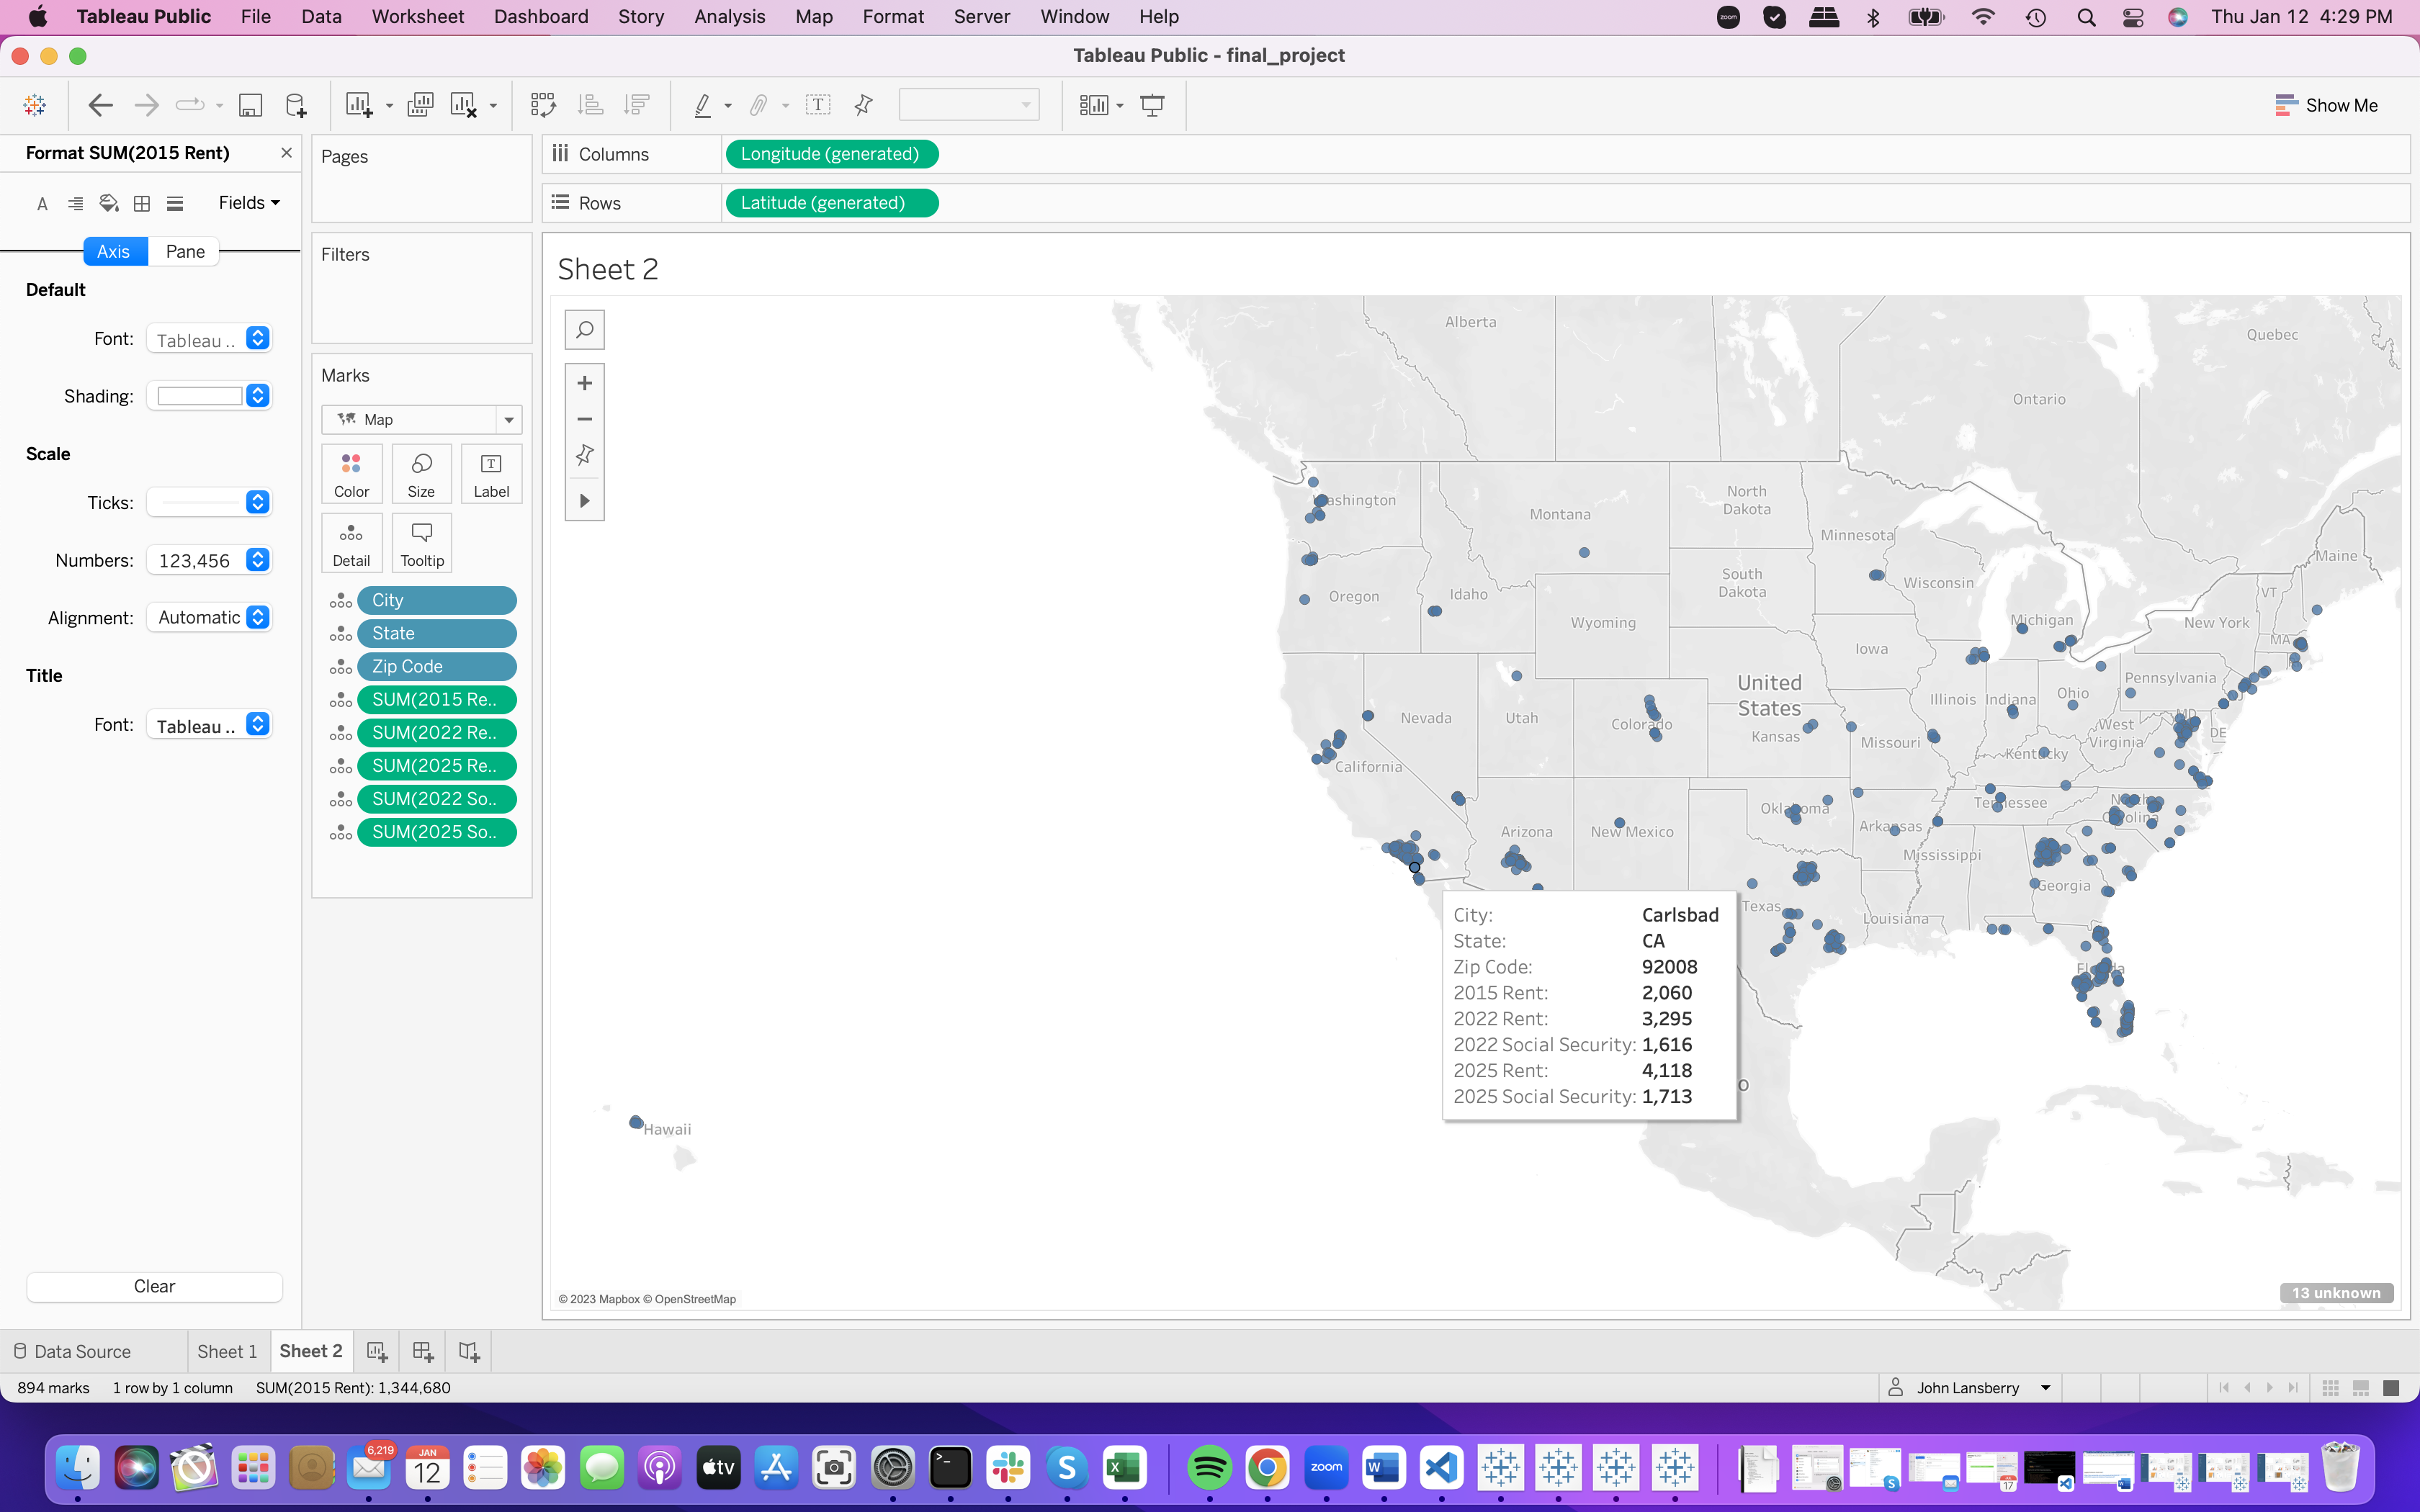 Tableau Public File Data Worksheet Dashboard Story Analysis Map Format Server Window Help
zoom
Thu Jan 12 4:29 PM
Tableau Public - final_project
Show Me
Format SUM(2015 Rent)
Fields
Axis Pane
Default
Font: Tableau ..
Shading:
Scale
Ticks:
Numbers: 123,456
Alignment: Automatic
Title
Font: Tableau ..
Clear
Pages
Filters
Marks
Map
Color Size Label
Detail Tooltip
City
State
Zip Code
SUM(2015 Re..
SUM(2022 Re..
SUM(2025 Re..
SUM(2022 So..
SUM(2025 So..
Columns Longitude (generated)
Rows Latitude (generated)
Sheet 2
Alberta
Quebec
Ontario
Washington
Montana
North
Dakota
Minnesota
Maine
South
Dakota
Wisconsin
Oregon
Idaho
VT
Wyoming
Michigan
New York
MA
Iowa
United
States
Pennsylvania
Illinois Indiana
Ohio
Nevada
Utah
Colorado
Kansas
Missouri
West
Virginia
MD
DE
Kentucky
California
Oklahoma
Tennessee
North
Carolina
Arizona
New Mexico
Arkansas
Mississippi
Georgia
Texas
Louisiana
Florida
Hawaii
City: Carlsbad
State: CA
Zip Code: 92008
2015 Rent: 2,060
2022 Rent: 3,295
2022 Social Security: 1,616
2025 Rent: 4,118
2025 Social Security: 1,713
o
© 2023 Mapbox © OpenStreetMap
13 unknown
Data Source Sheet 1 Sheet 2
894 marks 1 row by 1 column SUM(2015 Rent): 1,344,680
John Lansberry
6,219
JAN
12
tv
S
X
zoom
W
17